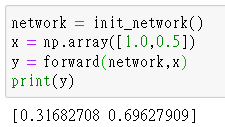 network = init_network()
x = np.array([1.0,0.5])
y = forward(network,x)
print(y)
[0.31682708 0.69627909]